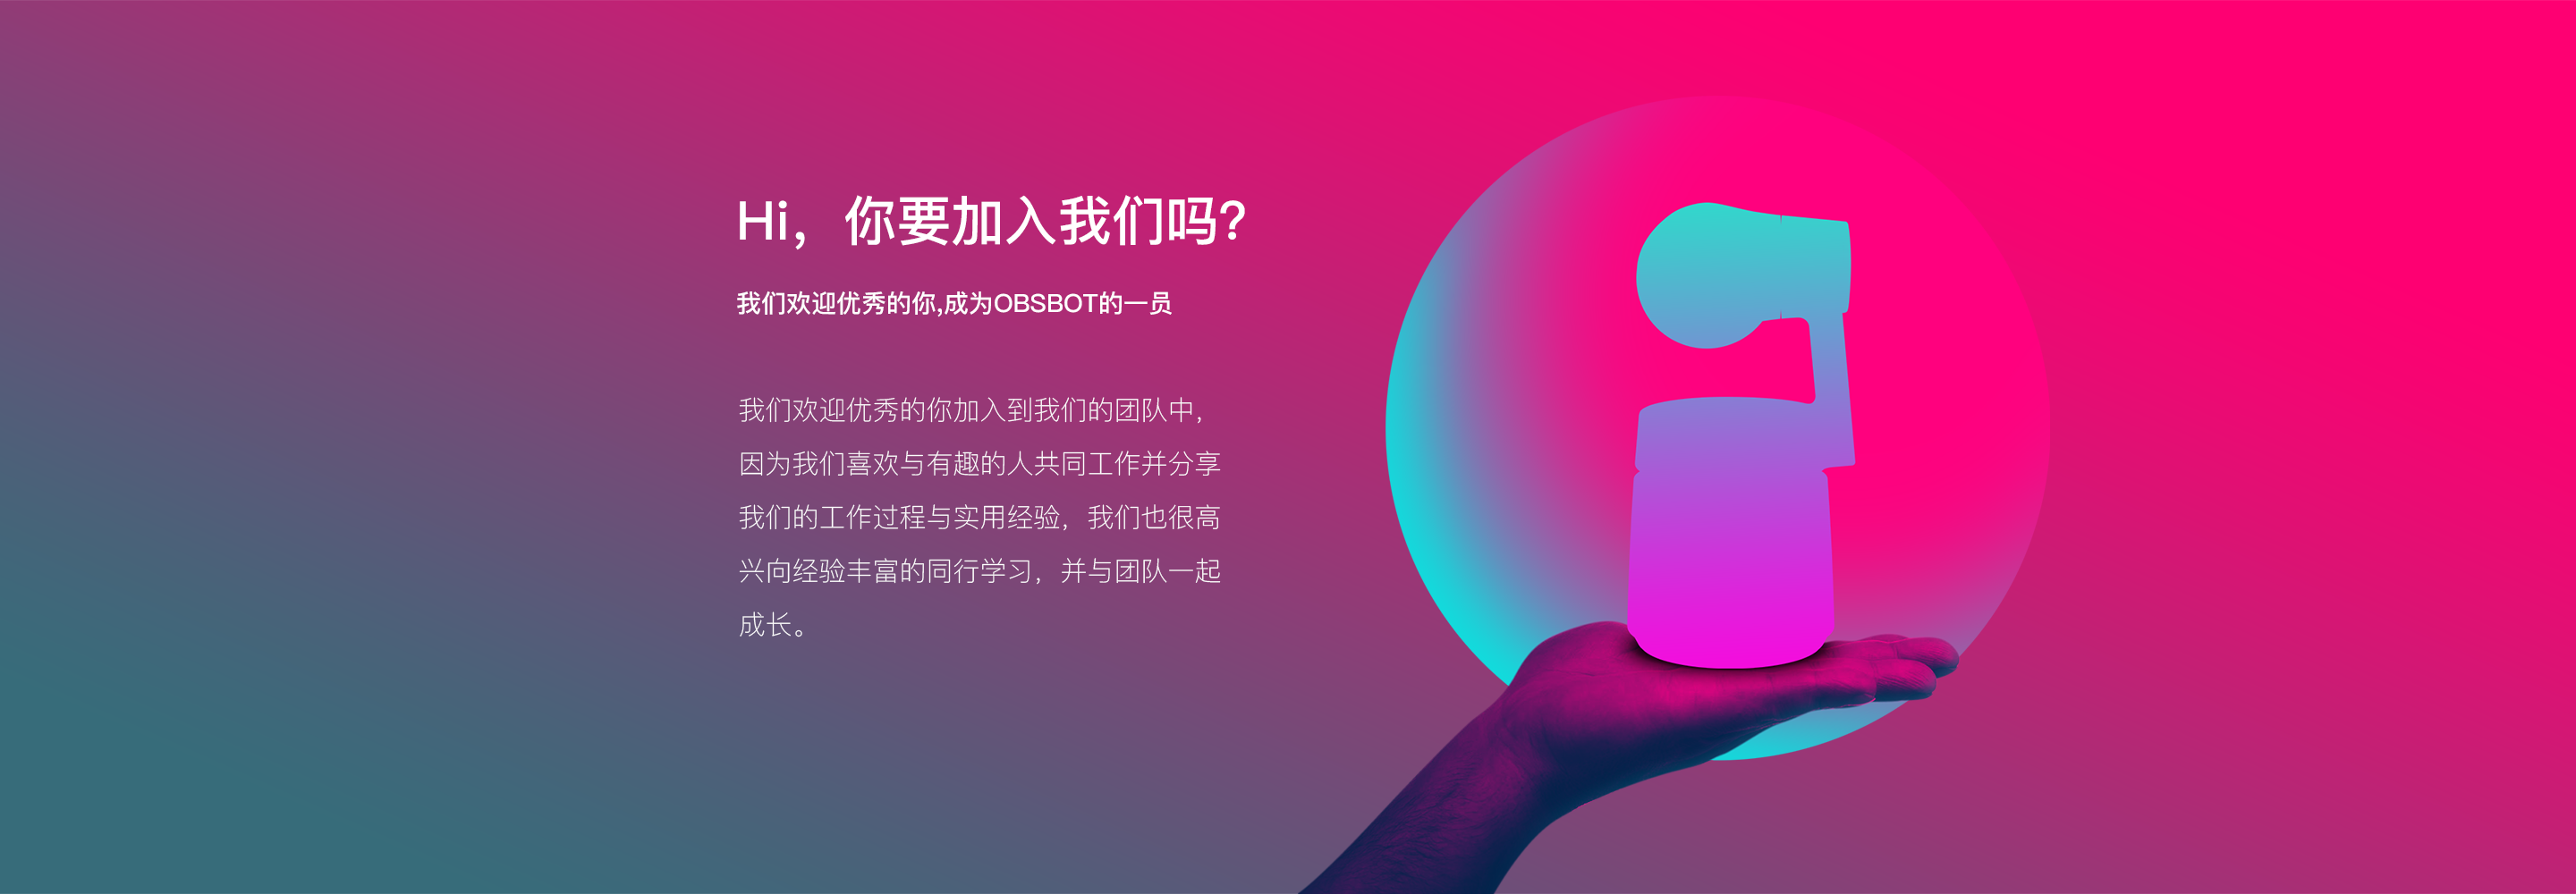 Hi，你要加入我们吗？
我们欢迎优秀的你,成为OBSBOT的一员
我们欢迎优秀的你加入到我们的团队中，
因为我们喜欢与有趣的人共同工作并分享
我们的工作过程与实用经验，我们也很高
兴向经验丰富的同行学习，并与团队一起
成长。